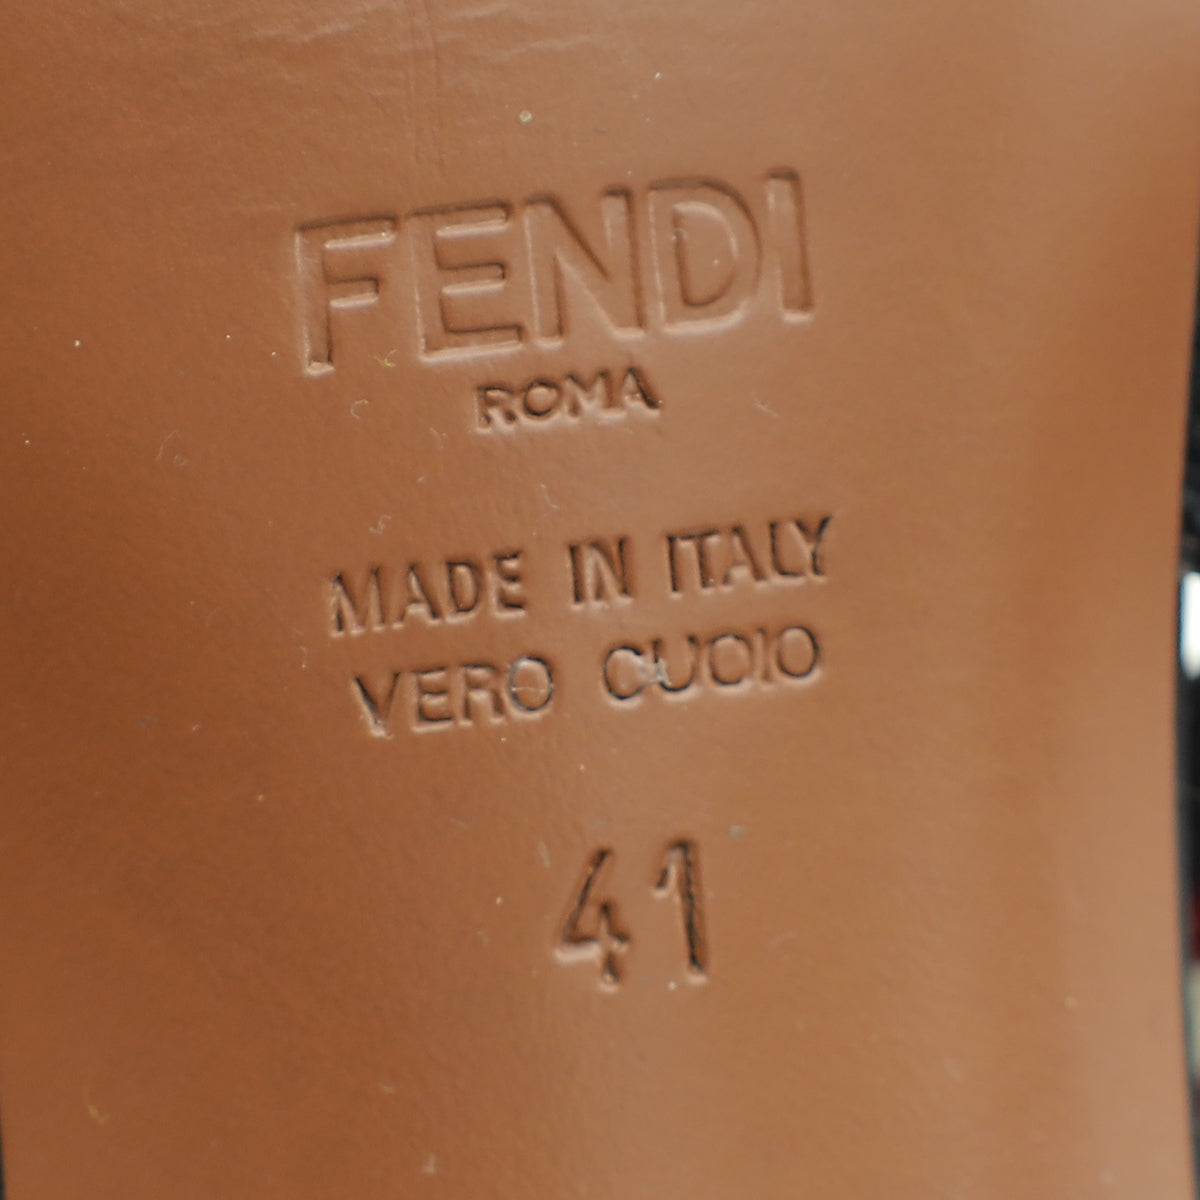 FENDI
ROMA
MADE IN ITALY
VERO CUOIO
41